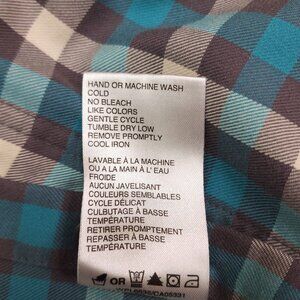 HAND OR MACHINE WASH
COLD
NO BLEACH
LIKE COLORS
GENTLE CYCLE
TUMBLE DRY LOW
REMOVE PROMPTLY
COOL IRON
LAVABLE À LA MACHINE
OU A LA MAIN À L' EAU
FROIDE
AUCUN JAVELISANT
COULEURS SEMBLABLES
CYCLE DÉLICAT
CULBUTAGE À BASSE
TEMPÉRATURE
RETIRER PROMPTEMENT
REPASSER À BASSE
TEMPÉRATURE
OR